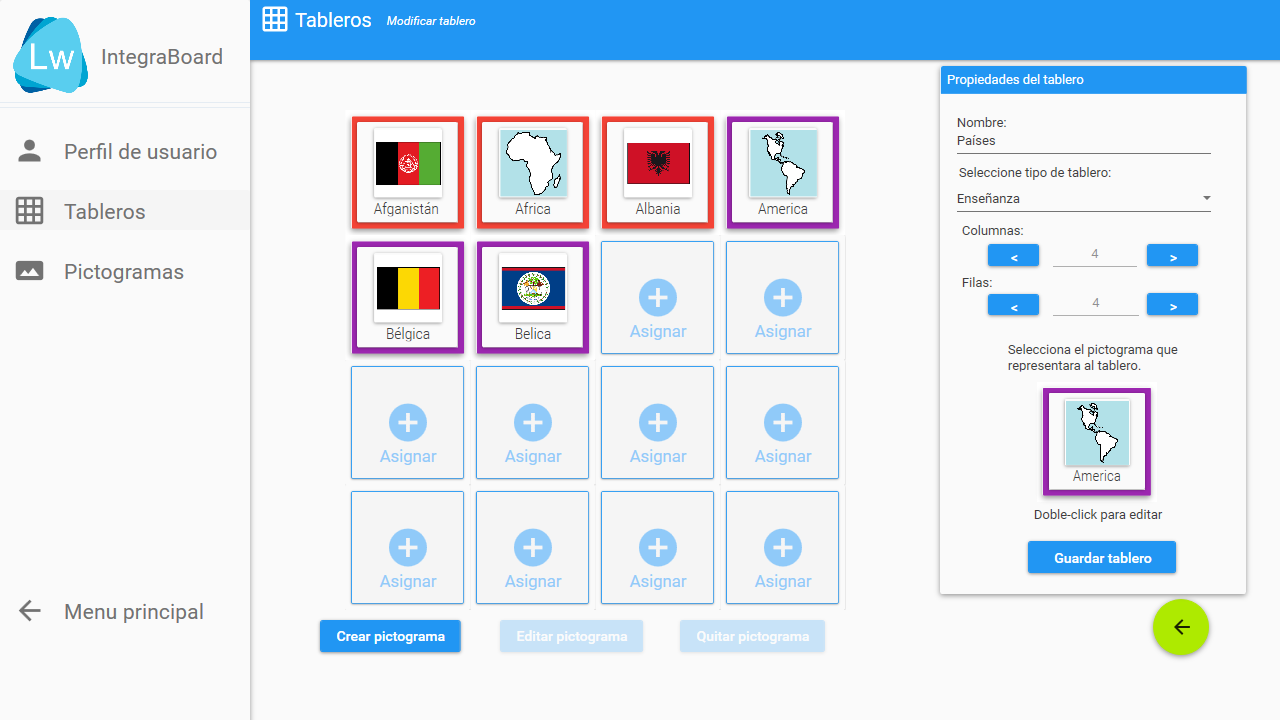 Lw
IntegraBoard
Perfil de usuario
Tableros
Pictogramas
Menu principal
Tableros Modificar tablero
Afganistán Africa Albania America
Bélgica Belica Asignar Asignar
Asignar Asignar Asignar Asignar
Asignar Asignar Asignar Asignar
Crear pictograma Editar pictograma Quitar pictograma
Propiedades del tablero
Nombre:
Países
Seleccione tipo de tablero:
Enseñanza
Columnas:
< 4 >
Filas:
< 4 >
Selecciona el pictograma que
representara al tablero.
America
Doble-click para editar
Guardar tablero